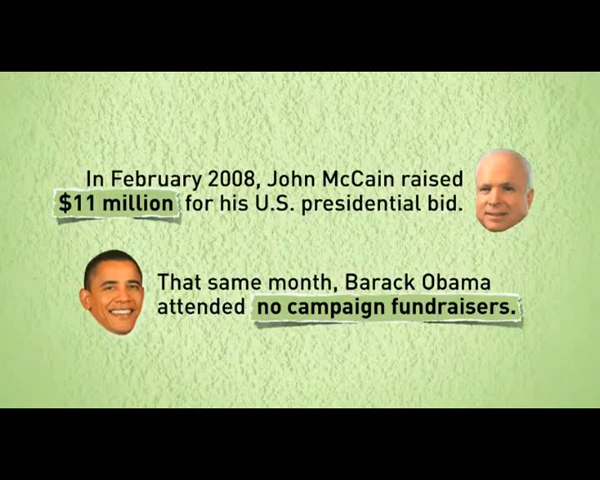 In February 2008, John McCain raised
$11 million for his U.S. presidential bid.
That same month, Barack Obama
attended no campaign fundraisers.